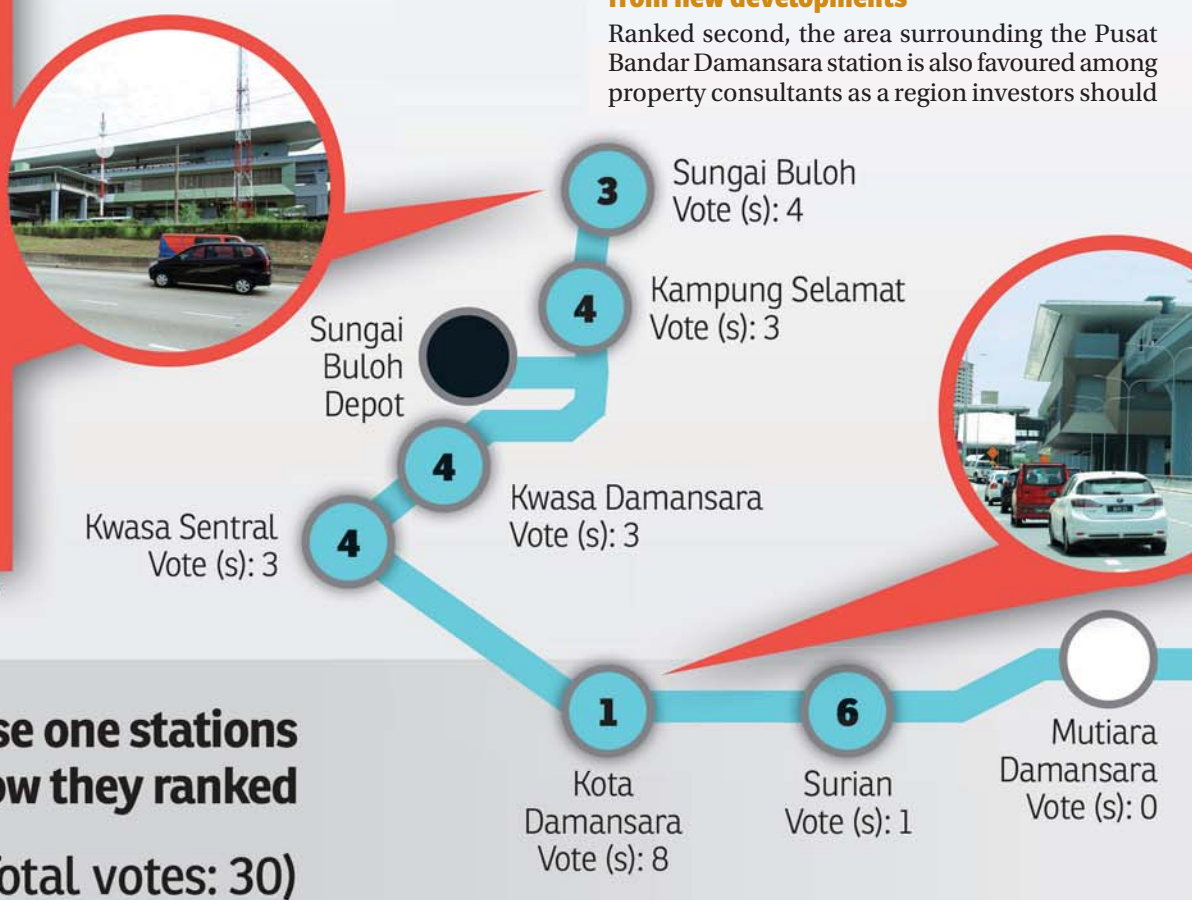 from new developments
Ranked second, the area surrounding the Pusat
Bandar Damansara station is also favoured among
property consultants as a region investors should
3
Sungai Buloh
Vote (s): 4
4
Kampung Selamat
Vote (s): 3
Sungai
Buloh
Depot
4
Kwasa Damansara
Vote (s): 3
Kwasa Sentral
Vote (s): 3
4
1
Kota
Damansara
Vote (s): 8
6
Surian
Vote (s): 1
Mutiara
Damansara
Vote (s): 0
se one stations
ow they ranked
otal votes: 30)